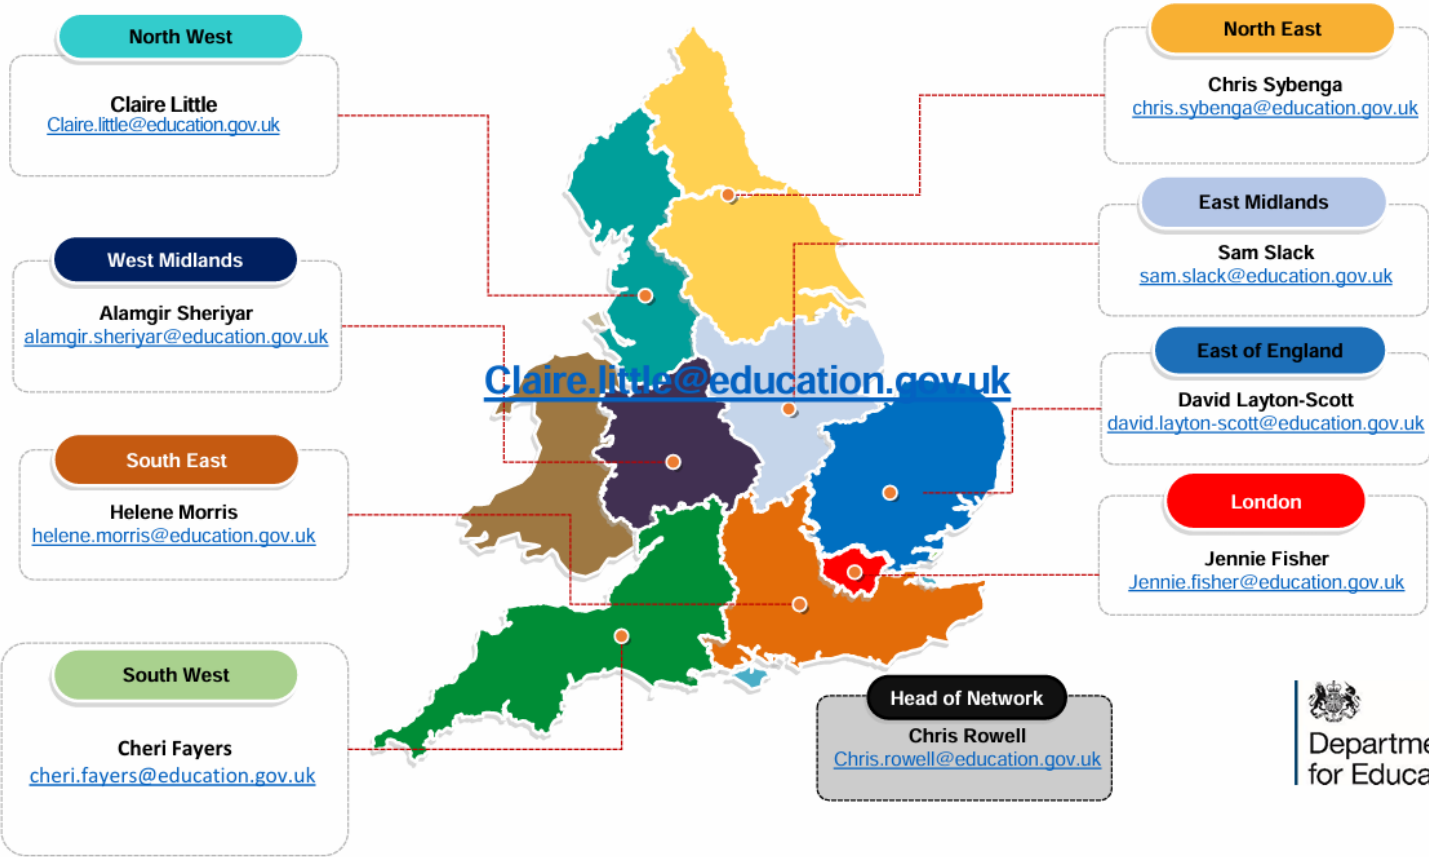 North West
Claire Little
Claire.little@education.gov.uk
West Midlands
Alamgir Sheriyar
alamgir.sheriyar@education.gov.uk
South East
Helene Morris
helene.morris@education.gov.uk
South West
Cheri Fayers
cheri.fayers@education.gov.uk
Claire.little@education.gov.uk
North East
Chris Sybenga
chris.sybenga@education.gov.uk
East Midlands
Sam Slack
sam.slack@education.gov.uk
East of England
David Layton-Scott
david.layton-scott@education.gov.uk
London
Jennie Fisher
Jennie.fisher@education.gov.uk
Head of Network
Chris Rowell
Chris.rowell@education.gov.uk
Departme
for Educa